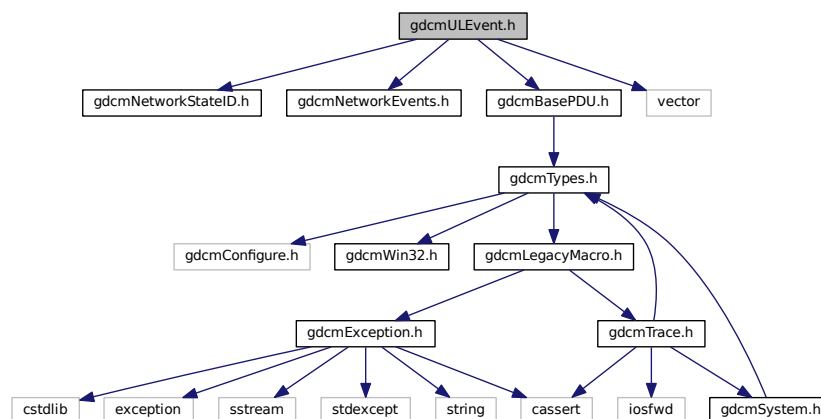 gdcmULEvent.h
gdcmNetworkStateID.h
gdcmNetworkEvents.h
gdcmBasePDU.h
vector
gdcmTypes.h
gdcmConfigure.h
gdcmWin32.h
gdcmLegacyMacro.h
gdcmException.h
gdcmTrace.h
cstdlib
exception
sstream
stdexcept
string
cassert
iosfwd
gdcmSystem.h